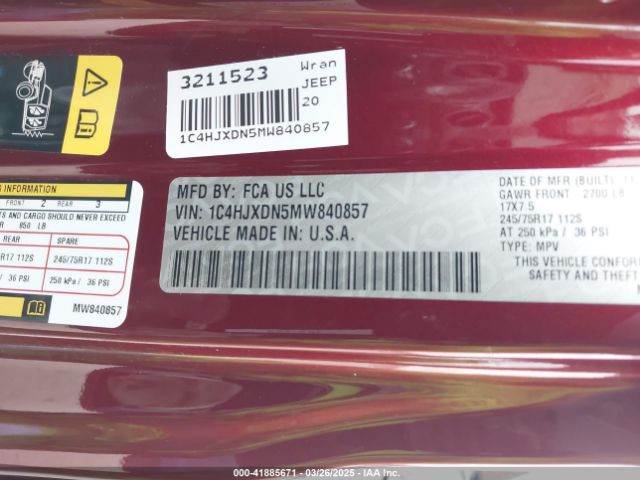 3211523
Wran
JEEP
20
1C4HJXDN5MW840857
INFORMATION
FRONT 2 REAR 3
TS AND CARGO SHOULD NEVER EXCEED
R 850 LB
REAR SPARE
R17 112S 245/75R17 112S
/ 36 PSI 250 kPa / 36 PSI
MW840857
MFD BY: FCA US LLC
VIN: 1C4HJXDN5MW840857
VEHICLE MADE IN: U.S.A.
DATE OF MFR (BUILT) 11
GAWR FRONT: 2700 LB
17X7.5
245/75R17 112S
AT 250 kPa / 36 PSI
TYPE: MPV
THIS VEHICLE CONF
SAFETY AND THEF
000-41885671 - 03/26/2025 - IAA Inc.